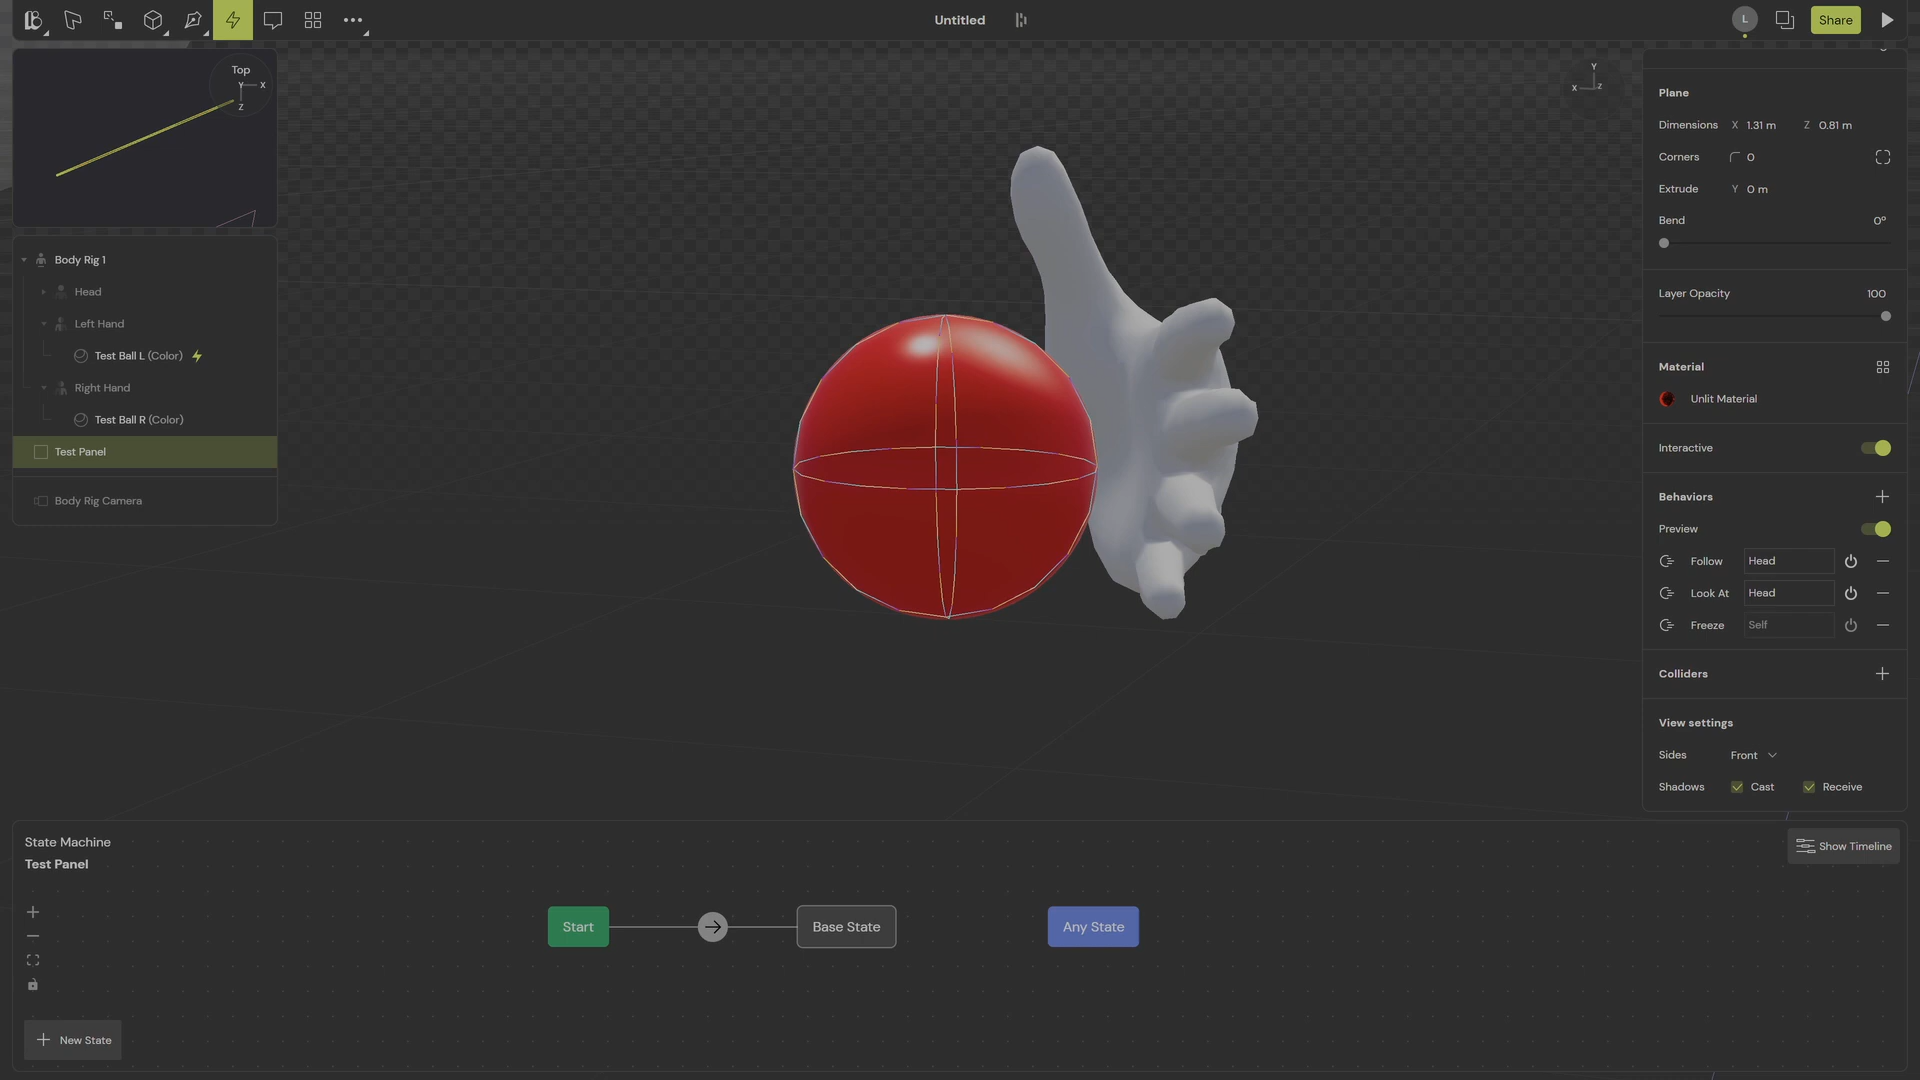 Untitled
L
Share
Top
Y
X
Z
Body Rig 1
Head
Left Hand
Test Ball L (Color)
Right Hand
Test Ball R (Color)
Test Panel
Body Rig Camera
Y
X
Z
Plane
Dimensions X 1.31 m Z 0.81 m
Corners 0
Extrude Y 0 m
Bend 0°
Layer Opacity 100
Material
Unlit Material
Interactive
Behaviors
Preview
Follow Head
Look At Head
Freeze Self
Colliders
View settings
Sides Front
Shadows Cast Receive
State Machine
Test Panel
Show Timeline
Start
Base State
Any State
New State